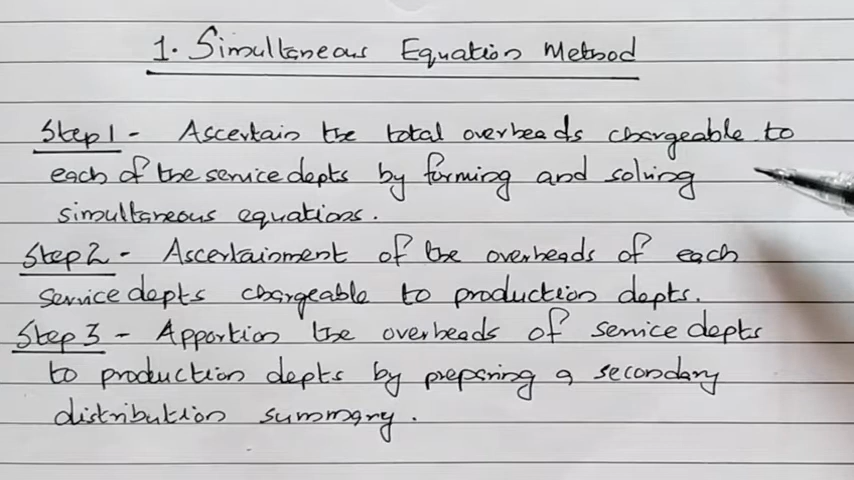 1. Simultaneous Equation Method
Step 1 - Ascertain the total overheads chargeable to
each of the service depts by forming and solving
simultaneous equations.
Step 2 - Ascertainment of the overheads of each
service depts chargeable to production depts.
Step 3 - Apportion the overheads of service depts
to production depts by preparing a secondary
distribution summary.